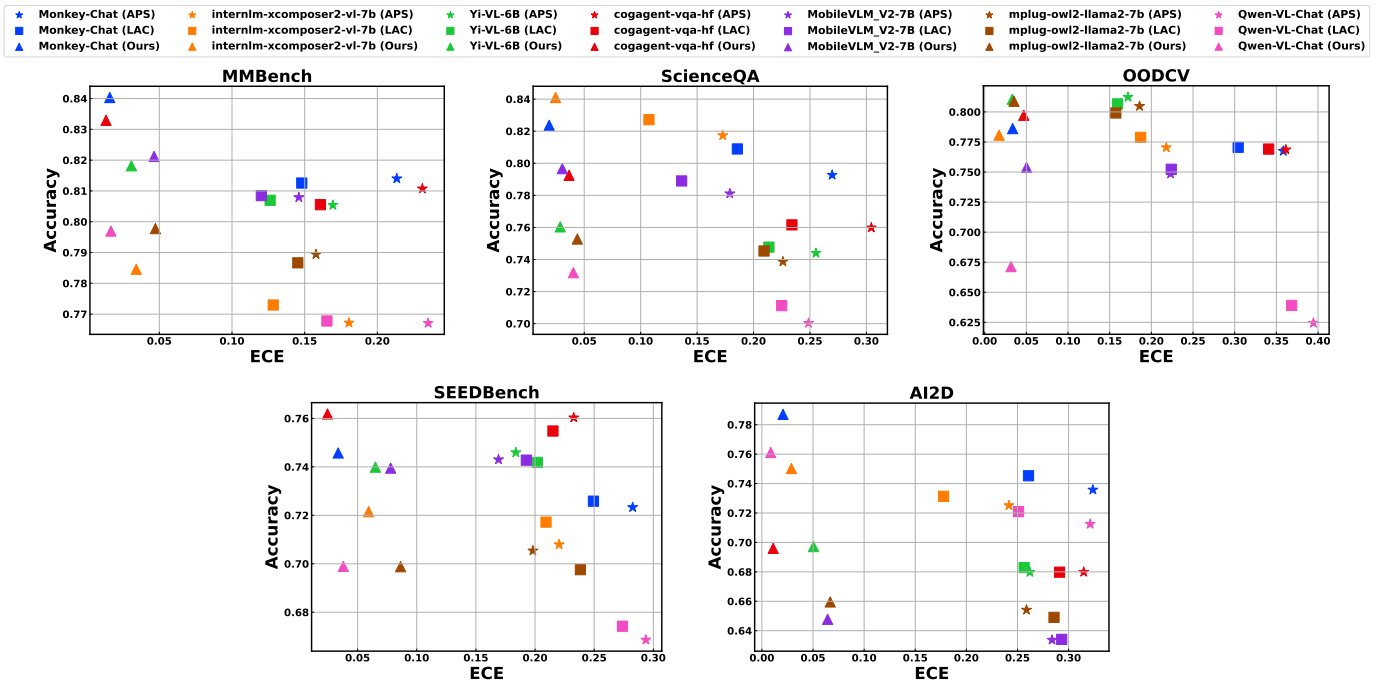 Monkey-Chat (APS) internlm-xcomposer2-vl-7b (APS) Yi-VL-6B (APS) cogagent-vqa-hf (APS) MobileVLM_V2-7B (APS) mplug-owl2-llama2-7b (APS) Qwen-VL-Chat (APS)
Monkey-Chat (LAC) internlm-xcomposer2-vl-7b (LAC) Yi-VL-6B (LAC) cogagent-vqa-hf (LAC) MobileVLM_V2-7B (LAC) mplug-owl2-llama2-7b (LAC) Qwen-VL-Chat (LAC)
Monkey-Chat (Ours) internlm-xcomposer2-vl-7b (Ours) Yi-VL-6B (Ours) cogagent-vqa-hf (Ours) MobileVLM_V2-7B (Ours) mplug-owl2-llama2-7b (Ours) Qwen-VL-Chat (Ours)
MMBench
Accuracy
0.84
0.83
0.82
0.81
0.80
0.79
0.78
0.77
0.05 0.10 0.15 0.20
ECE
ScienceQA
Accuracy
0.84
0.82
0.80
0.78
0.76
0.74
0.72
0.70
0.05 0.10 0.15 0.20 0.25 0.30
ECE
OODCV
Accuracy
0.800
0.775
0.750
0.725
0.700
0.675
0.650
0.625
0.00 0.05 0.10 0.15 0.20 0.25 0.30 0.35 0.40
ECE
SEEDBench
Accuracy
0.76
0.74
0.72
0.70
0.68
0.05 0.10 0.15 0.20 0.25 0.30
ECE
AI2D
Accuracy
0.78
0.76
0.74
0.72
0.70
0.68
0.66
0.64
0.00 0.05 0.10 0.15 0.20 0.25 0.30
ECE